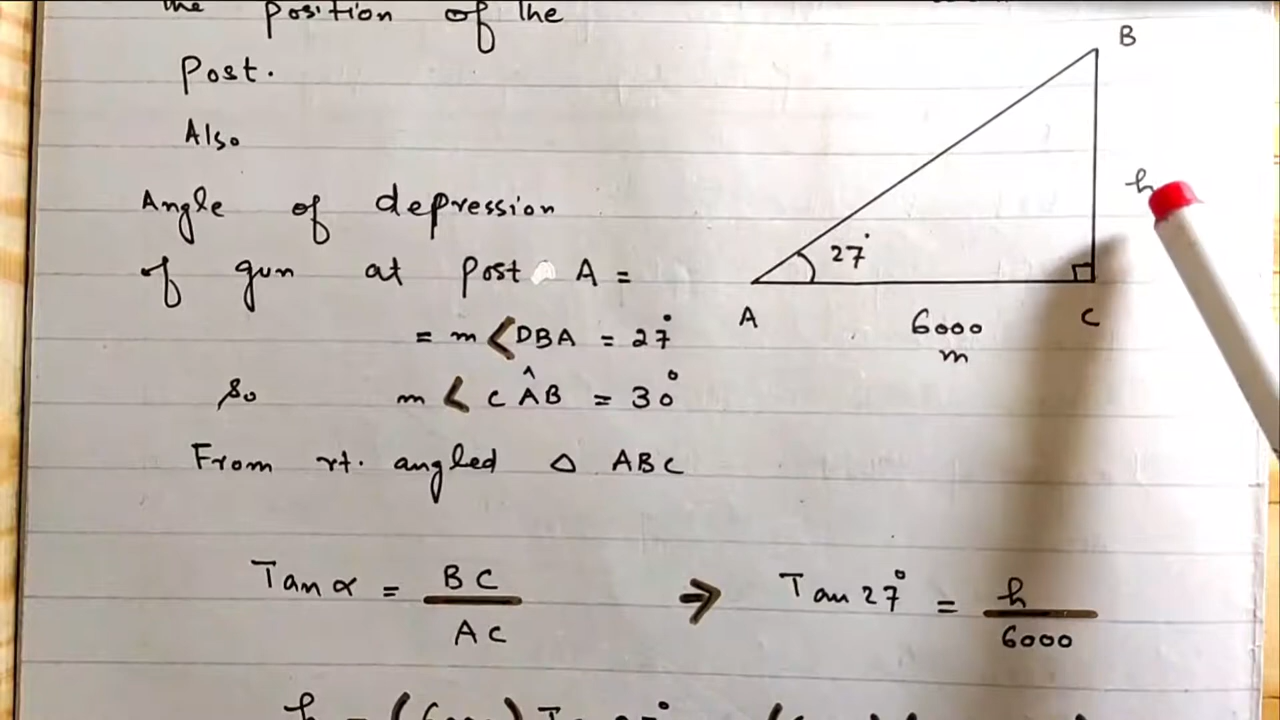 the position of the
Post.
Also
Angle of depression
of gun at Post A =
= m<DBA = 27°
So m < CÂB = 30°
From rt. angled △ ABC
Tan α = BC / AC → Tan 27° = h / 6000
B
h
27°
A
6000
m
C